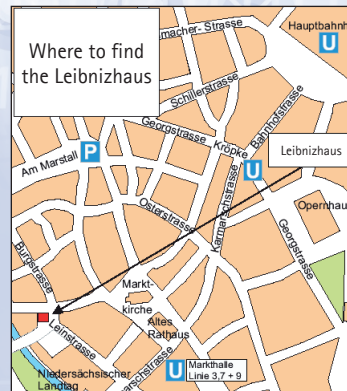 Where to find
the Leibnizhaus
macher-Strasse
Hauptbahnh
U
Schillerstrasse
Georgstrasse
Kröpke
Bahnhofstrasse
P
Am Marstall
U
Leibnizhaus
Osterstrasse
Karmarschstrasse
Opernhau
Georgstrasse
Burgstrasse
Markt-
kirche
Leinstrasse
Altes
Rathaus
Niedersächsischer
Landtag
marschstrasse
U
Markthalle
Linie 3,7 + 9